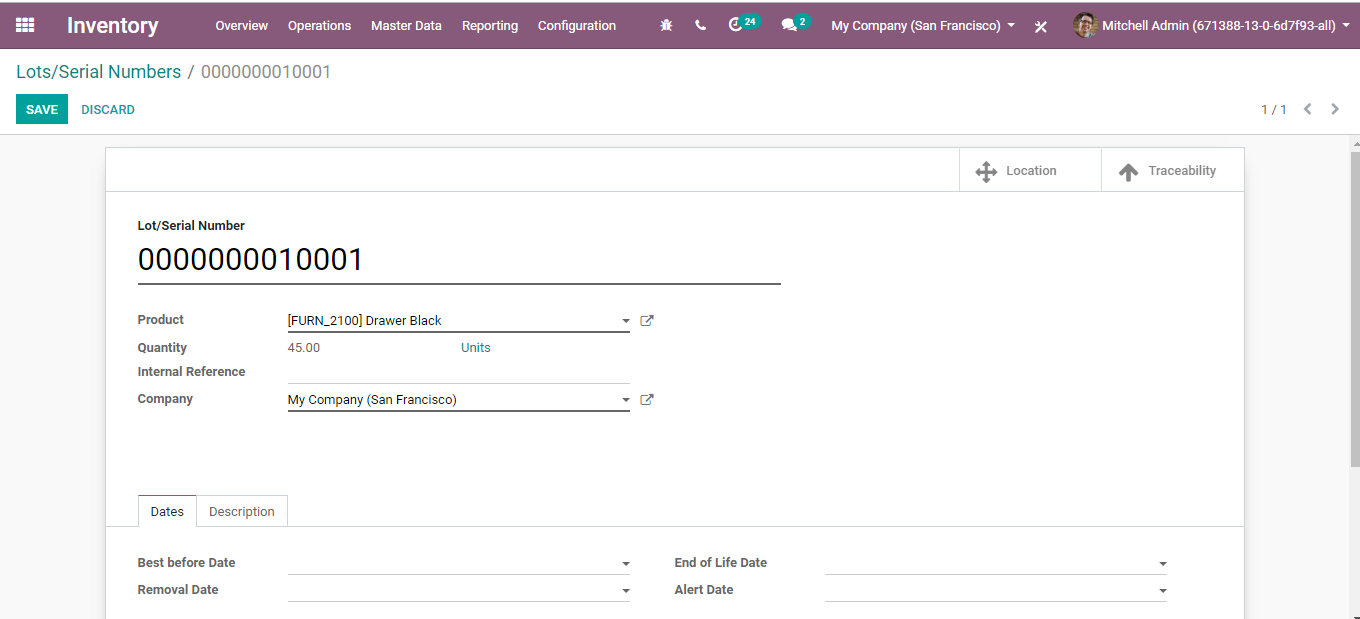 Inventory Overview Operations Master Data Reporting Configuration 24 2 My Company (San Francisco) Mitchell Admin (671388-13-0-6d7f93-all)
Lots/Serial Numbers / 0000000010001
SAVE DISCARD 1 / 1
Location Traceability
Lot/Serial Number
0000000010001
Product [FURN_2100] Drawer Black
Quantity 45.00 Units
Internal Reference
Company My Company (San Francisco)
Dates Description
Best before Date End of Life Date
Removal Date Alert Date